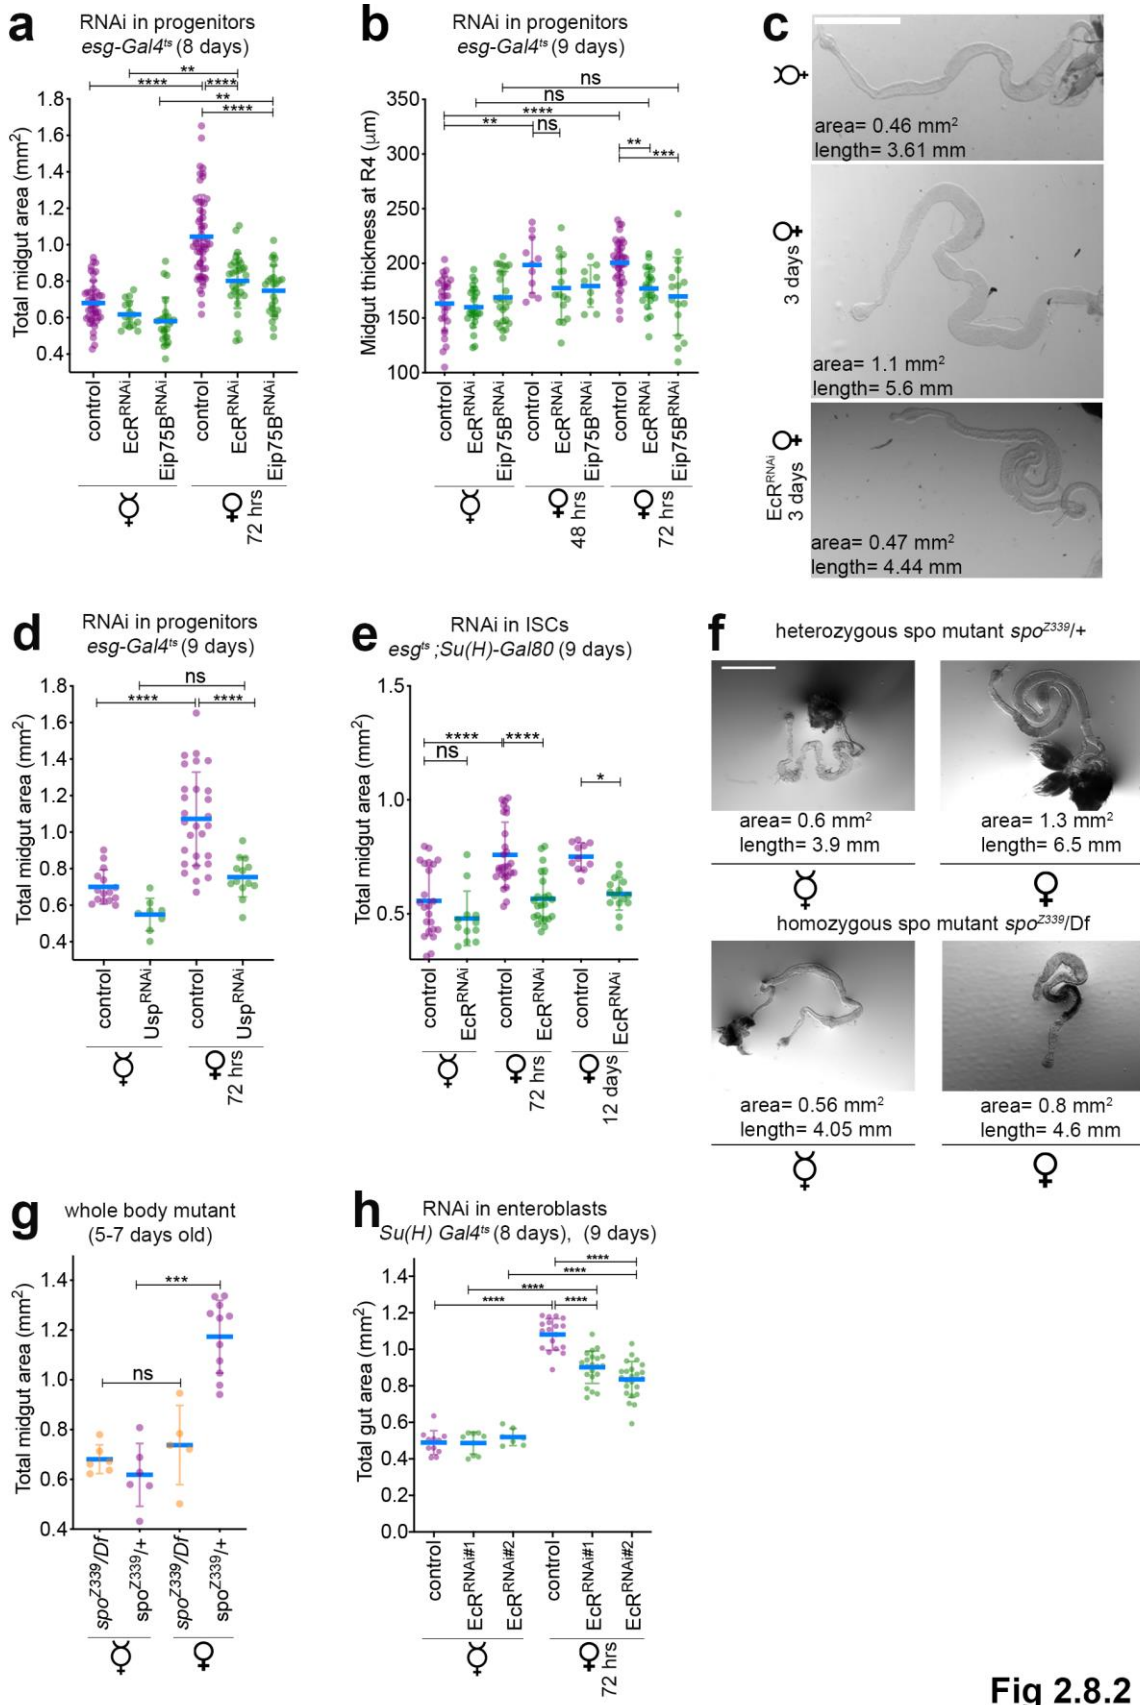 a
RNAi in progenitors
esg-Gal4ts (8 days)
**
**** ****
**
****
Total midgut area (mm2)
1.8
1.6
1.4
1.2
1.0
0.8
0.6
0.4
control
EcRRNAi
Eip75BRNAi
control
EcRRNAi
Eip75BRNAi
☿
♀
72 hrs
b
RNAi in progenitors
esg-Gal4ts (9 days)
ns
ns
****
**
ns
**
***
Midgut thickness at R4 (μm)
350
300
250
200
150
100
control
EcRRNAi
Eip75BRNAi
control
EcRRNAi
Eip75BRNAi
control
EcRRNAi
Eip75BRNAi
☿
♀
48 hrs
♀
72 hrs
c
☿
area= 0.46 mm2
length= 3.61 mm
♀
3 days
area= 1.1 mm2
length= 5.6 mm
♀
EcRRNAi
3 days
area= 0.47 mm2
length= 4.44 mm
d
RNAi in progenitors
esg-Gal4ts (9 days)
ns
**** ****
Total midgut area (mm2)
1.8
1.6
1.4
1.2
1.0
0.8
0.6
0.4
control
UspRNAi
control
UspRNAi
☿
♀
72 hrs
e
RNAi in ISCs
esgts ;Su(H)-Gal80 (9 days)
**** ****
ns
*
Total midgut area (mm2)
1.5
1.0
0.5
control
EcRRNAi
control
EcRRNAi
control
EcRRNAi
☿
♀
72 hrs
♀
12 days
f
heterozygous spo mutant spoZ339/+
area= 0.6 mm2
length= 3.9 mm
☿
area= 1.3 mm2
length= 6.5 mm
♀
homozygous spo mutant spoZ339/Df
area= 0.56 mm2
length= 4.05 mm
☿
area= 0.8 mm2
length= 4.6 mm
♀
g
whole body mutant
(5-7 days old)
***
ns
Total midgut area (mm2)
1.4
1.2
1.0
0.8
0.6
0.4
spoZ339/Df
spoZ339/+
spoZ339/Df
spoZ339/+
☿
♀
h
RNAi in enteroblasts
Su(H) Gal4ts (8 days), (9 days)
****
****
****
**** ****
Total gut area (mm2)
1.4
1.2
1.0
0.8
0.6
0.4
0.2
0.0
control
EcRRNAi#1
EcRRNAi#2
control
EcRRNAi#1
EcRRNAi#2
☿
♀
72 hrs
Fig 2.8.2